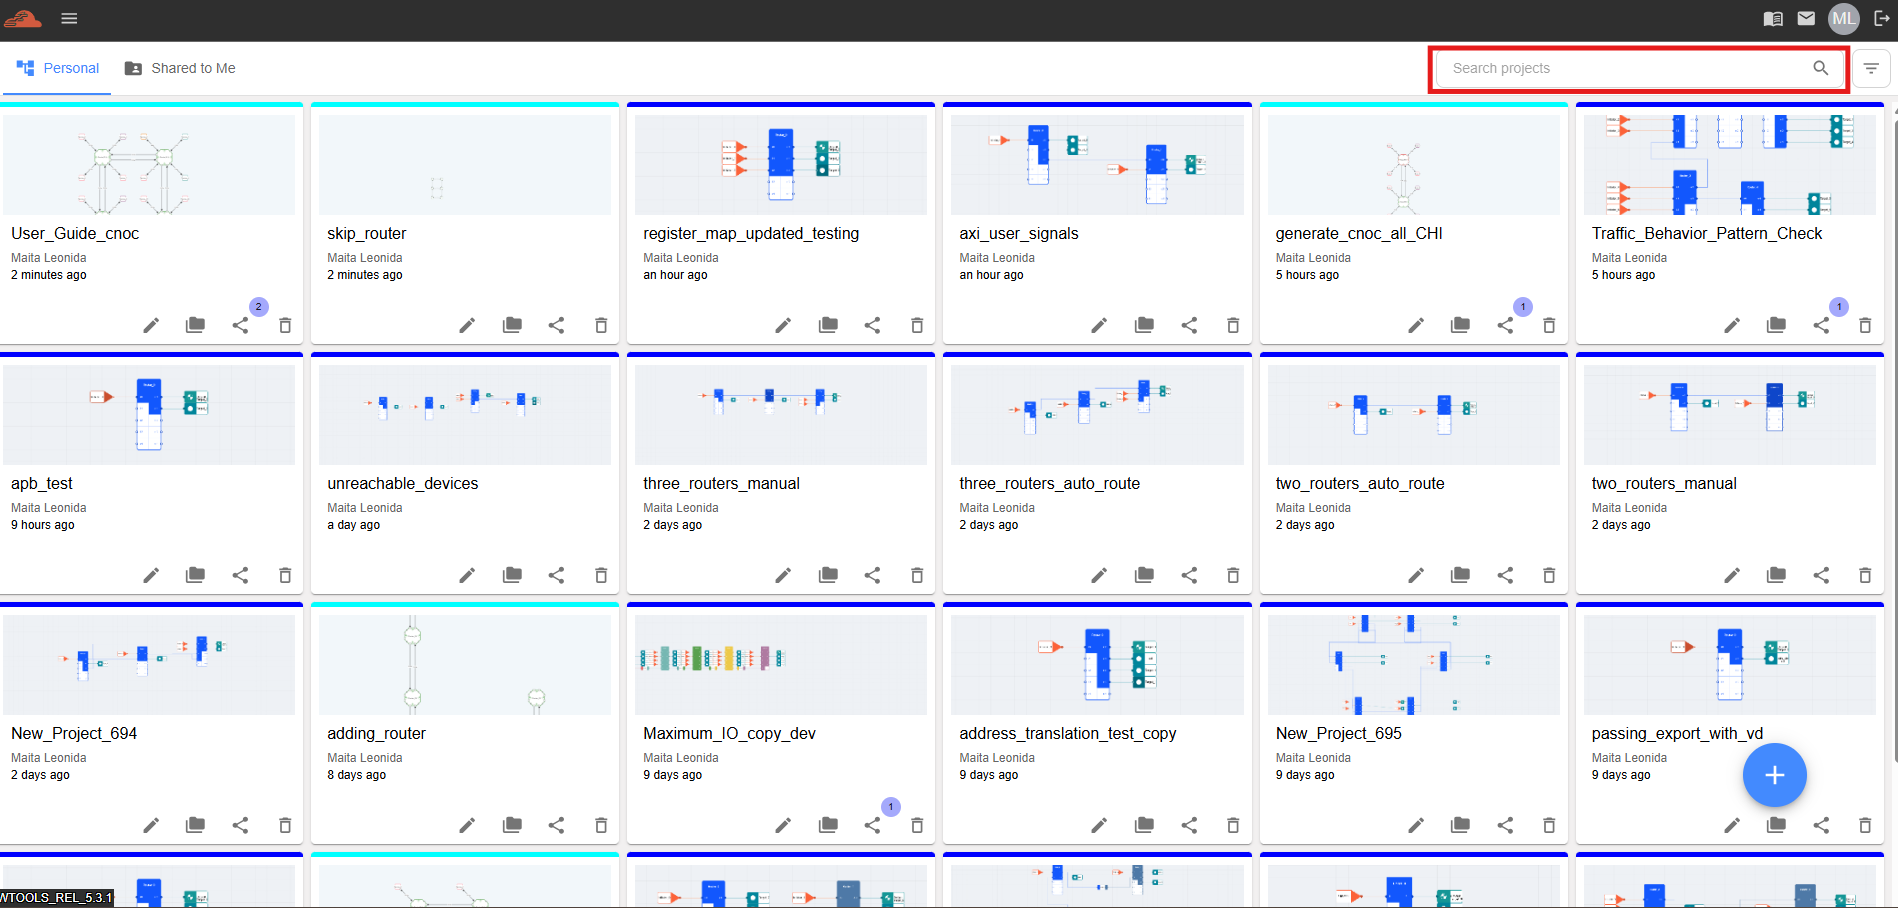 ML
Personal
Shared to Me
Search projects
User_Guide_cnoc
Maita Leonida
2 minutes ago
2
skip_router
Maita Leonida
2 minutes ago
register_map_updated_testing
Maita Leonida
an hour ago
axi_user_signals
Maita Leonida
an hour ago
generate_cnoc_all_CHI
Maita Leonida
5 hours ago
1
Traffic_Behavior_Pattern_Check
Maita Leonida
5 hours ago
1
apb_test
Maita Leonida
9 hours ago
unreachable_devices
Maita Leonida
a day ago
three_routers_manual
Maita Leonida
2 days ago
three_routers_auto_route
Maita Leonida
2 days ago
two_routers_auto_route
Maita Leonida
2 days ago
two_routers_manual
Maita Leonida
2 days ago
New_Project_694
Maita Leonida
2 days ago
adding_router
Maita Leonida
8 days ago
Maximum_IO_copy_dev
Maita Leonida
9 days ago
1
address_translation_test_copy
Maita Leonida
9 days ago
New_Project_695
Maita Leonida
9 days ago
passing_export_with_vd
Maita Leonida
9 days ago
WTOOLS_REL_5.3.1